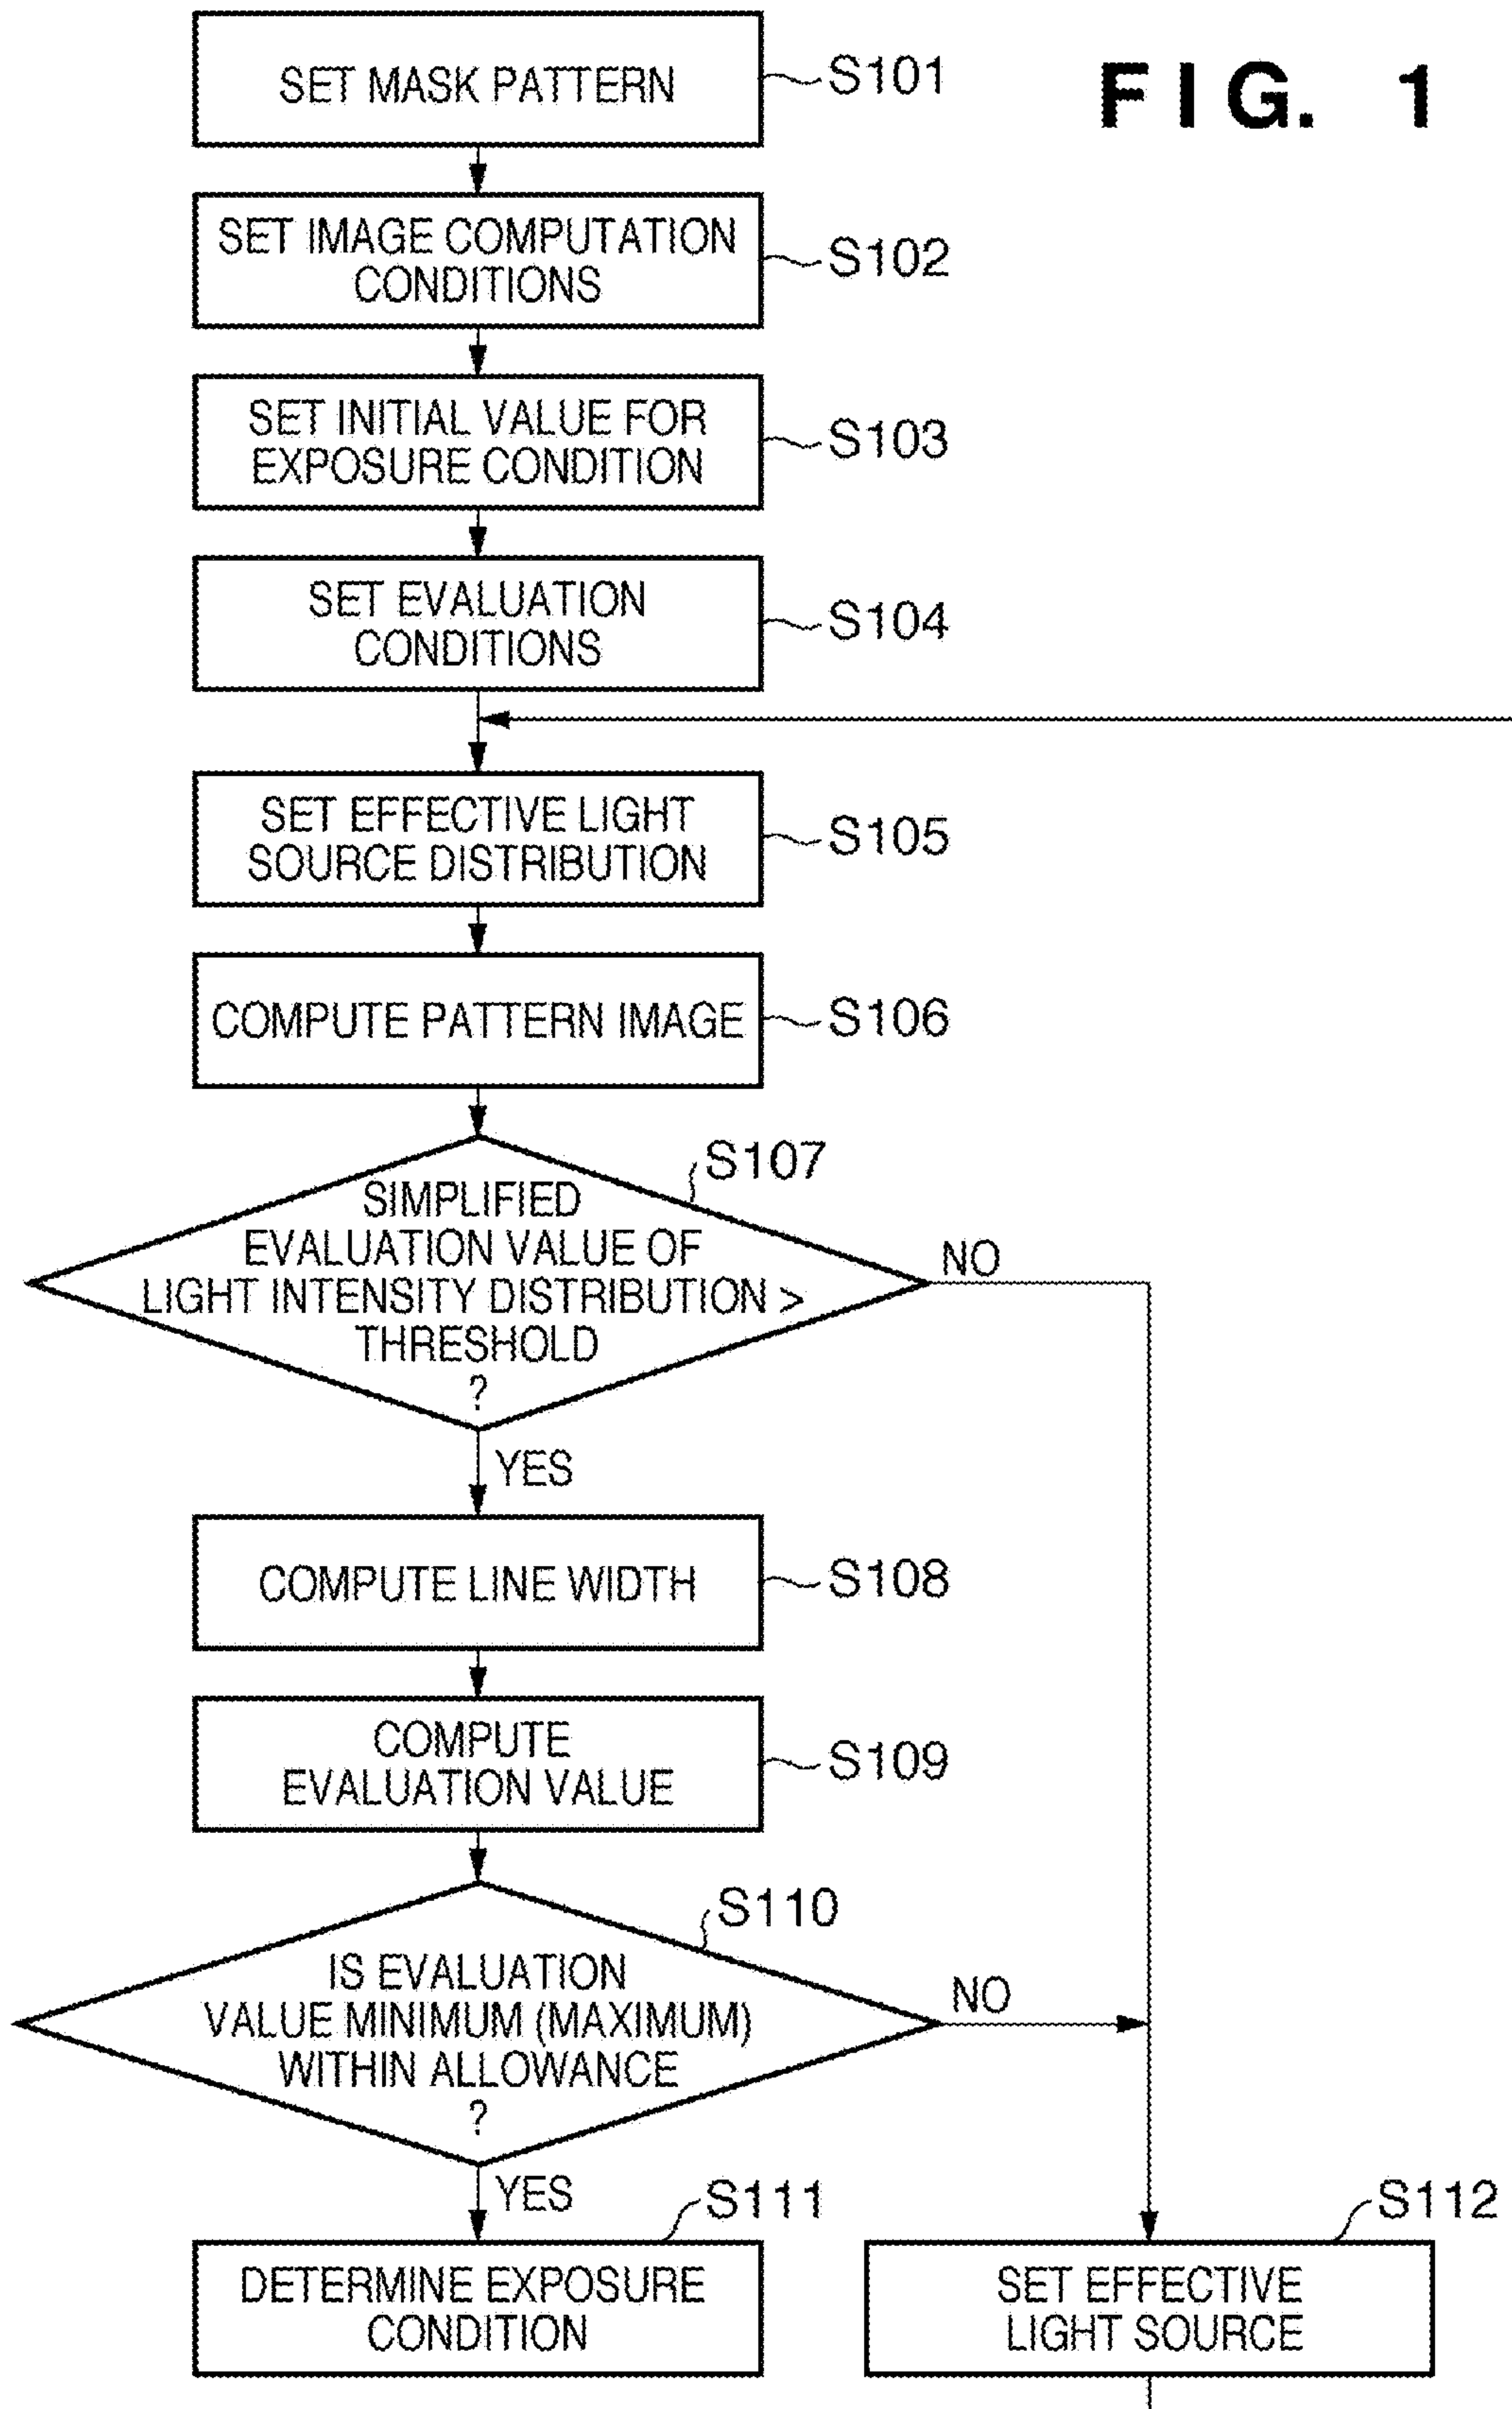 FIG. 1
SET MASK PATTERN
S101
SET IMAGE COMPUTATION
CONDITIONS
S102
SET INITIAL VALUE FOR
EXPOSURE CONDITION
S103
SET EVALUATION
CONDITIONS
S104
SET EFFECTIVE LIGHT
SOURCE DISTRIBUTION
S105
COMPUTE PATTERN IMAGE
S106
S107
SIMPLIFIED
EVALUATION VALUE OF
LIGHT INTENSITY DISTRIBUTION >
THRESHOLD
?
NO
YES
COMPUTE LINE WIDTH
S108
COMPUTE
EVALUATION VALUE
S109
S110
IS EVALUATION
VALUE MINIMUM (MAXIMUM)
WITHIN ALLOWANCE
?
NO
YES
S111
DETERMINE EXPOSURE
CONDITION
S112
SET EFFECTIVE
LIGHT SOURCE